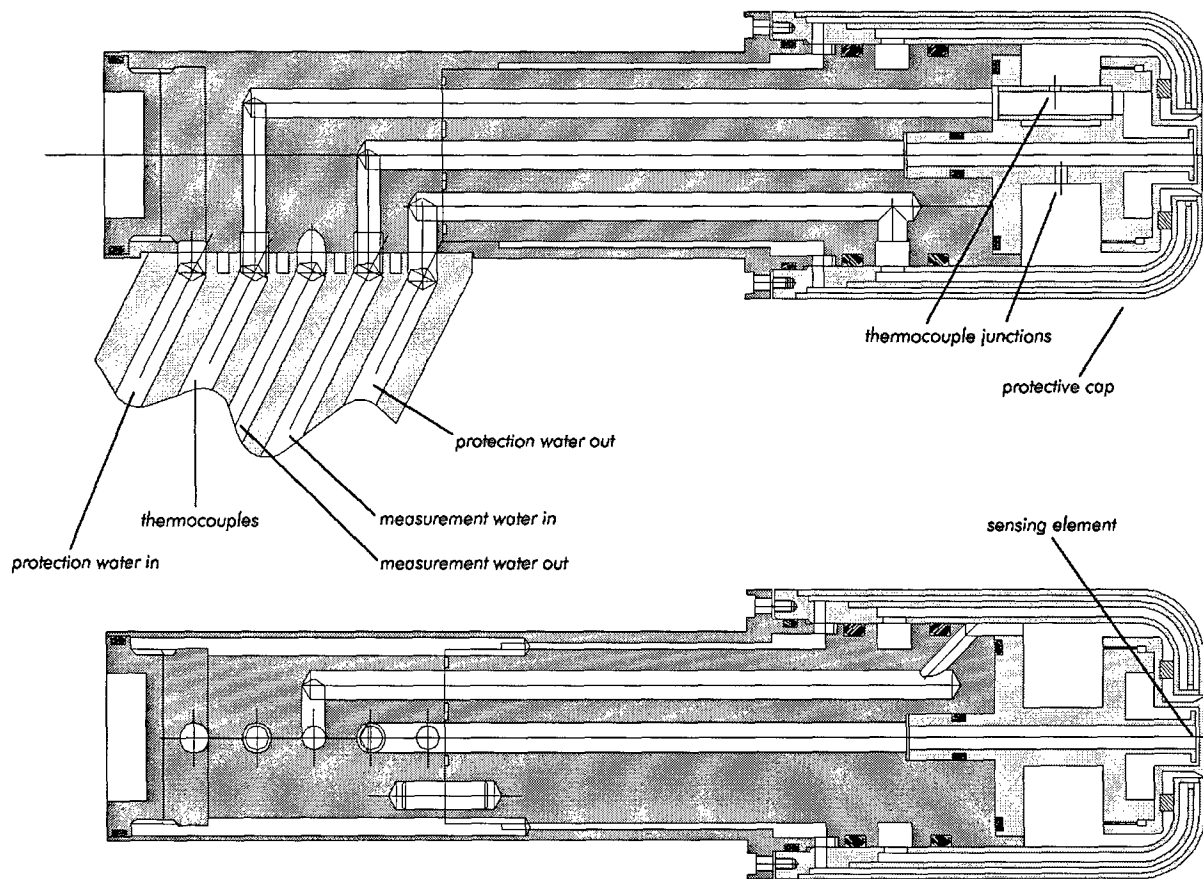 thermocouple junctions
protective cap
protection water out
thermocouples
measurement water in
protection water in
measurement water out
sensing element